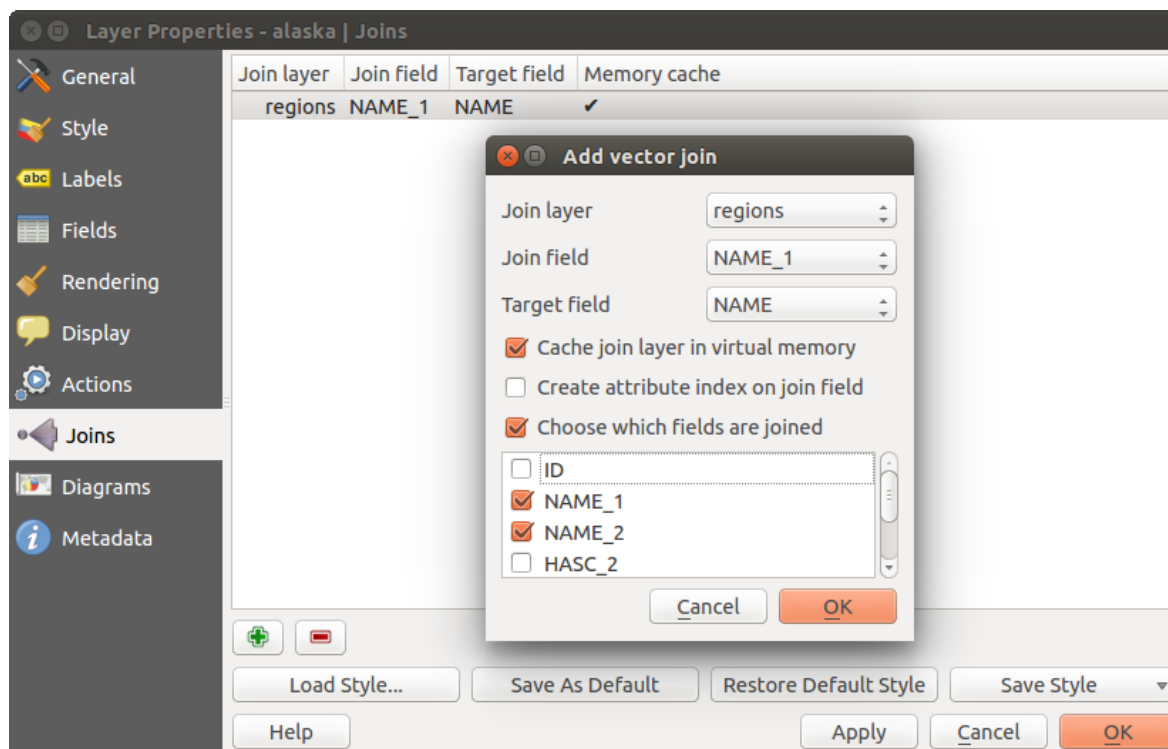 Layer Properties - alaska | Joins
General
Style
Labels
Fields
Rendering
Display
Actions
Joins
Diagrams
Metadata
abc
Join layer Join field Target field Memory cache
regions NAME_1 NAME ✔
Add vector join
Join layer regions
Join field NAME_1
Target field NAME
Cache join layer in virtual memory
Create attribute index on join field
Choose which fields are joined
ID
NAME_1
NAME_2
HASC_2
Cancel OK
Load Style... Save As Default Restore Default Style Save Style
Help Apply Cancel OK